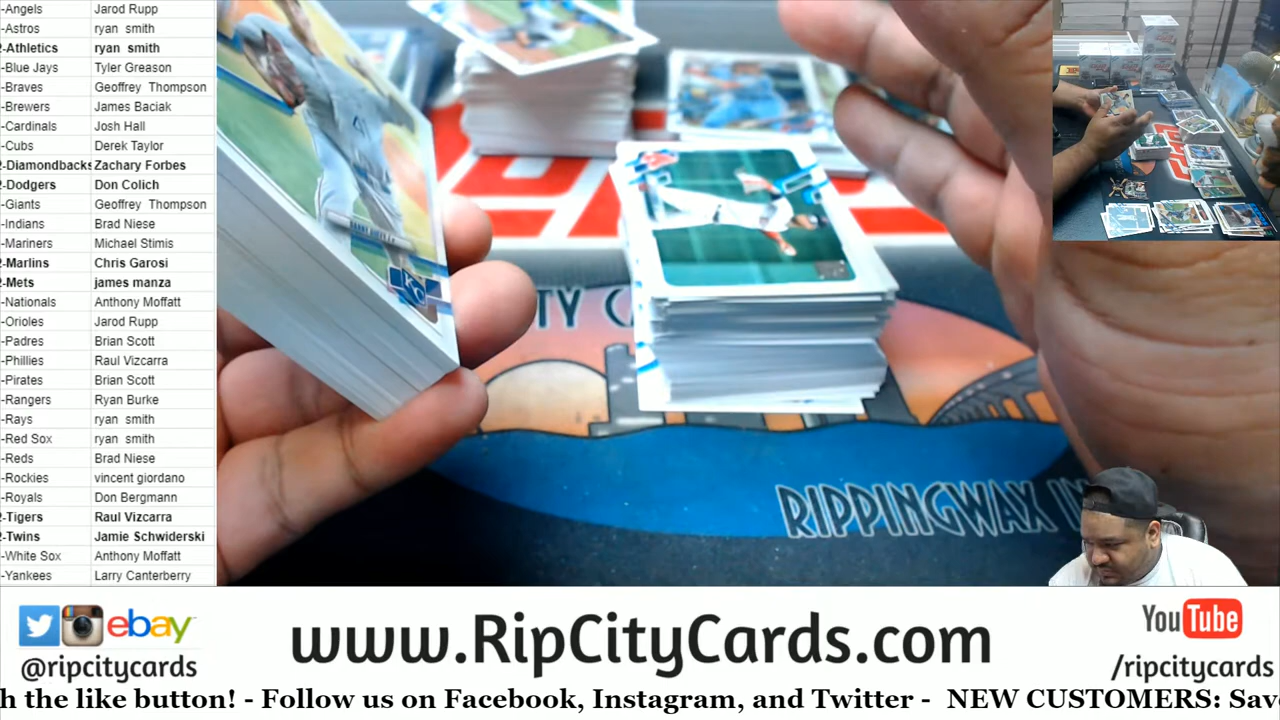 -Angels Jarod Rupp
-Astros ryan smith
2-Athletics ryan smith
-Blue Jays Tyler Greason
-Braves Geoffrey Thompson
-Brewers James Baciak
-Cardinals Josh Hall
-Cubs Derek Taylor
2-Diamondbacks Zachary Forbes
2-Dodgers Don Colich
-Giants Geoffrey Thompson
-Indians Brad Niese
-Mariners Michael Stimis
2-Marlins Chris Garosi
2-Mets james manza
-Nationals Anthony Moffatt
-Orioles Jarod Rupp
-Padres Brian Scott
-Phillies Raul Vizcarra
-Pirates Brian Scott
-Rangers Ryan Burke
-Rays ryan smith
-Red Sox ryan smith
-Reds Brad Niese
-Rockies vincent giordano
-Royals Don Bergmann
2-Tigers Raul Vizcarra
2-Twins Jamie Schwiderski
-White Sox Anthony Moffatt
-Yankees Larry Canterberry
KC
TY C
RIPPINGWAX
ebay
@ripcitycards
www.RipCityCards.com
YouTube
/ripcitycards
h the like button! - Follow us on Facebook, Instagram, and Twitter - NEW CUSTOMERS: Sav